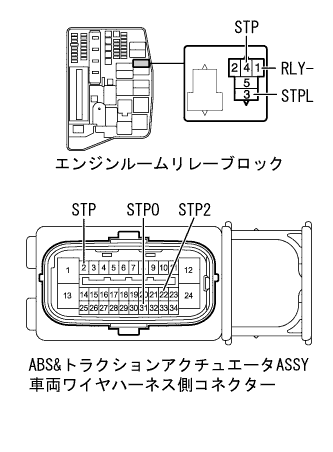 STP
2 4 1 RLY-
5
3 STPL
エンジンルームリレーブロック
STP STPO STP2
1 2 3 4 5 6 7 8 9 10 11 12
13 14 15 16 17 18 19 20 21 22 23 24
25 26 27 28 29 30 31 32 33 34
ABS&トラクションアクチュエータASSY
車両ワイヤハーネス側コネクター